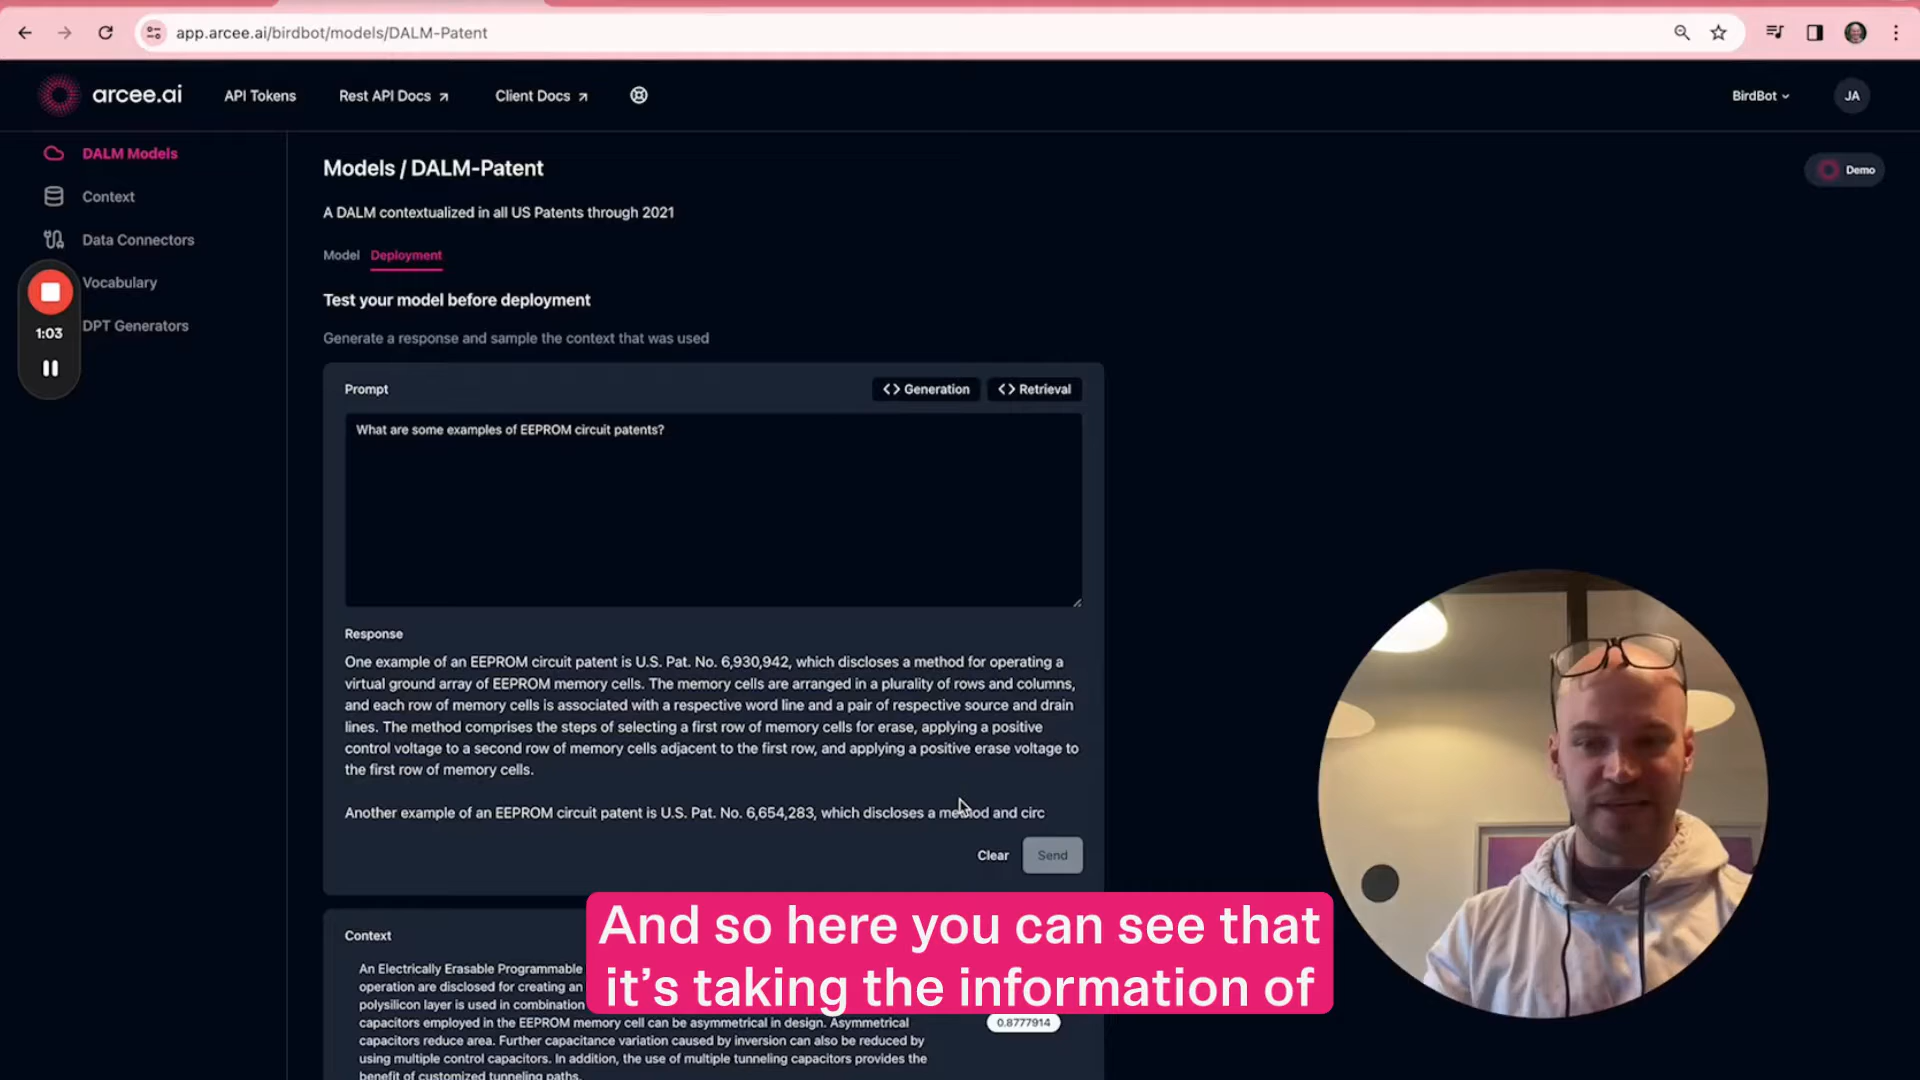 app.arcee.ai/birdbot/models/DALM-Patent
arcee.ai
API Tokens
Rest API Docs
Client Docs
BirdBot
JA
DALM Models
Context
Data Connectors
Vocabulary
DPT Generators
1:03
Models / DALM-Patent
Demo
A DALM contextualized in all US Patents through 2021
Model
Deployment
Test your model before deployment
Generate a response and sample the context that was used
Prompt
<> Generation
<> Retrieval
What are some examples of EEPROM circuit patents?
Response
One example of an EEPROM circuit patent is U.S. Pat. No. 6,930,942, which discloses a method for operating a
virtual ground array of EEPROM memory cells. The memory cells are arranged in a plurality of rows and columns,
and each row of memory cells is associated with a respective word line and a pair of respective source and drain
lines. The method comprises the steps of selecting a first row of memory cells for erase, applying a positive
control voltage to a second row of memory cells adjacent to the first row, and applying a positive erase voltage to
the first row of memory cells.
Another example of an EEPROM circuit patent is U.S. Pat. No. 6,654,283, which discloses a method and circ
Clear
Send
And so here you can see that
it's taking the information of
Context
An Electrically Erasable Programmable
operation are disclosed for creating an
polysilicon layer is used in combination
capacitors employed in the EEPROM memory cell can be asymmetrical in design. Asymmetrical
capacitors reduce area. Further capacitance variation caused by inversion can also be reduced by
using multiple control capacitors. In addition, the use of multiple tunneling capacitors provides the
benefit of customized tunneling paths.
0.8777914